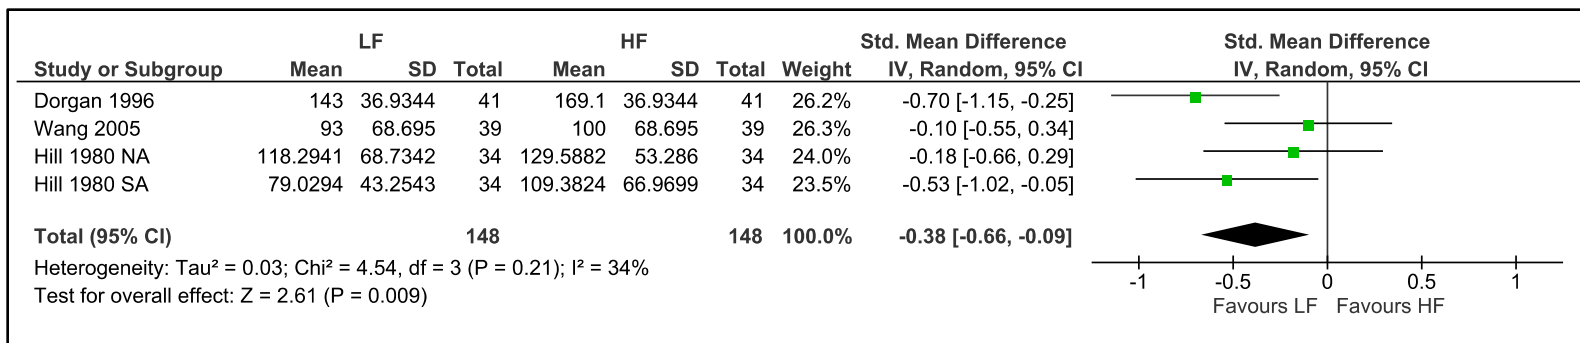 LF HF Std. Mean Difference Std. Mean Difference
Study or Subgroup Mean SD Total Mean SD Total Weight IV, Random, 95% CI IV, Random, 95% CI
Dorgan 1996 143 36.9344 41 169.1 36.9344 41 26.2% -0.70 [-1.15, -0.25]
Wang 2005 93 68.695 39 100 68.695 39 26.3% -0.10 [-0.55, 0.34]
Hill 1980 NA 118.2941 68.7342 34 129.5882 53.286 34 24.0% -0.18 [-0.66, 0.29]
Hill 1980 SA 79.0294 43.2543 34 109.3824 66.9699 34 23.5% -0.53 [-1.02, -0.05]
Total (95% CI) 148 148 100.0% -0.38 [-0.66, -0.09]
Heterogeneity: Tau² = 0.03; Chi² = 4.54, df = 3 (P = 0.21); I² = 34%
Test for overall effect: Z = 2.61 (P = 0.009)
-1 -0.5 0 0.5 1
Favours LF Favours HF